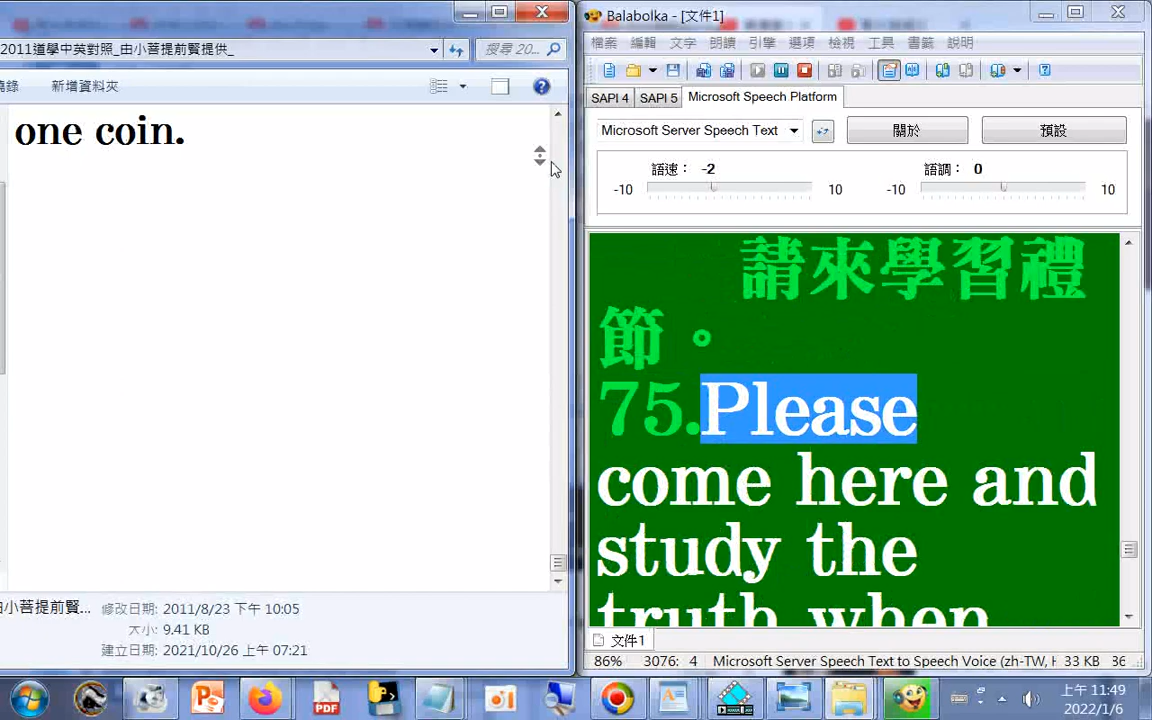 2011道學中英對照_由小菩提前賢提供_
搜尋 20...
新增資料夾
one coin.
修改日期: 2011/8/23 下午 10:05
大小: 9.41 KB
建立日期: 2021/10/26 上午 07:21
Balabolka - [文件1]
檔案 編輯 文字 朗讀 引擎 選項 檢視 工具 書籤 說明
SAPI 4 SAPI 5 Microsoft Speech Platform
Microsoft Server Speech Text 關於 預設
語速： -2 語調： 0
-10 10 -10 10
請來學習禮
節。
75.Please
come here and
study the
truth when
文件1
86% 3076: 4 Microsoft Server Speech Text to Speech Voice (zh-TW, H 33 KB 36
PDF
上午 11:49
2022/1/6